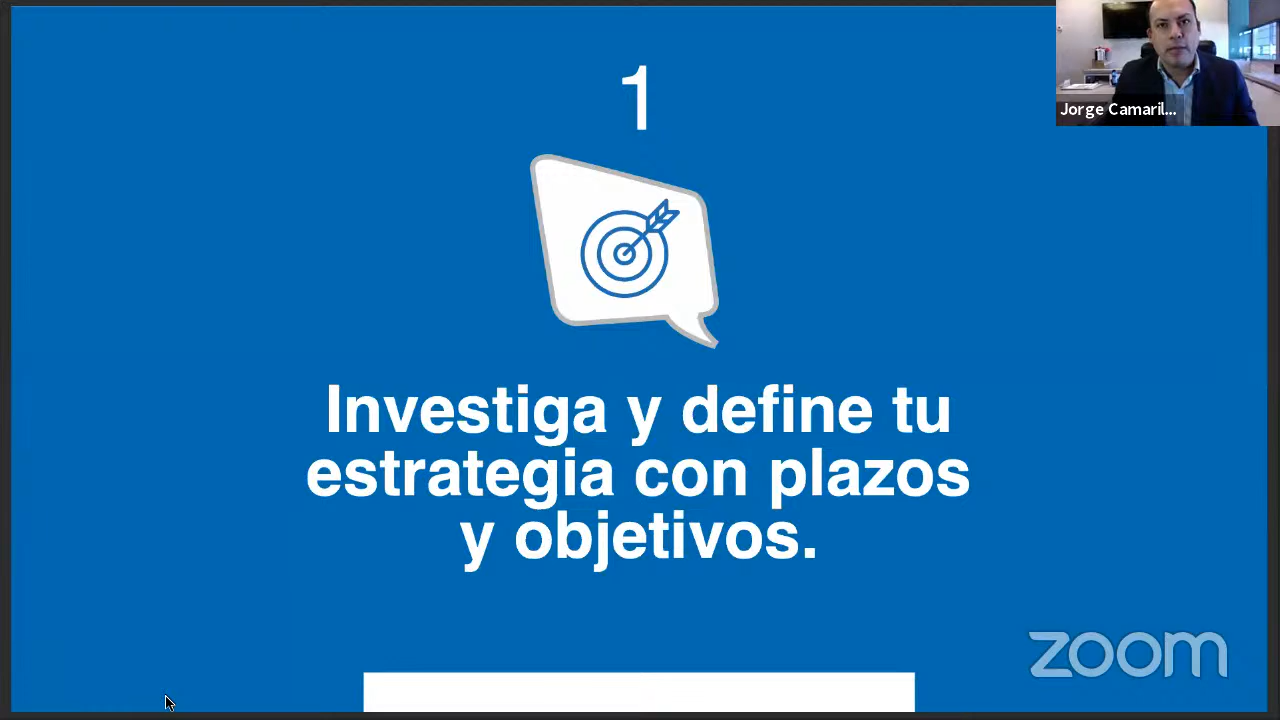 1
Jorge Camaril...
Investiga y define tu
estrategia con plazos
y objetivos.
zoom